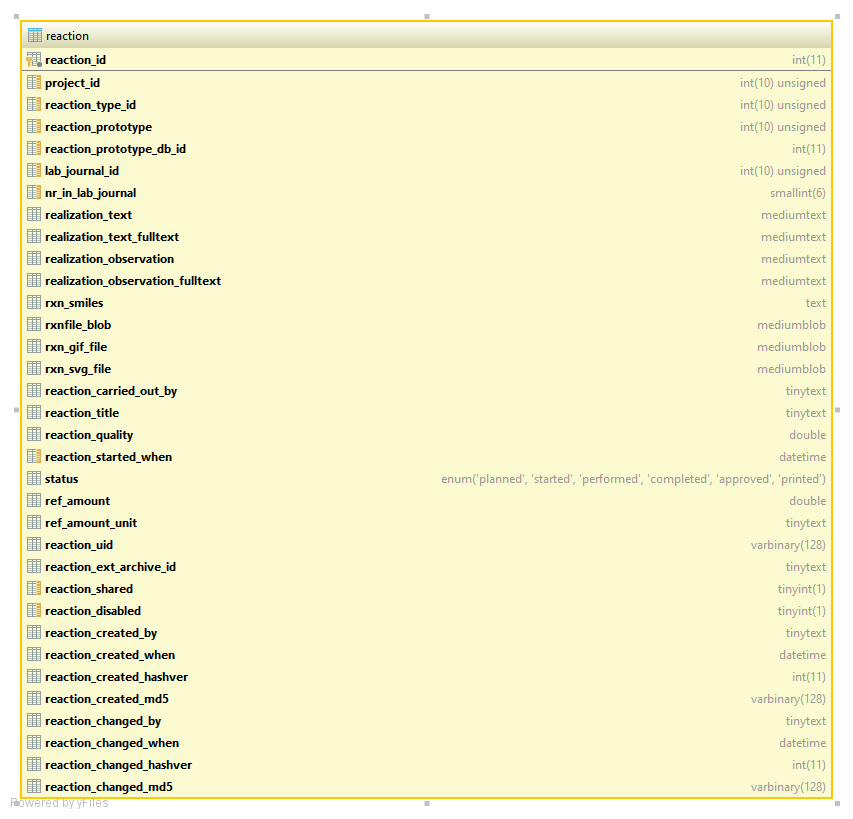 reaction
reaction_id int(11)
project_id int(10) unsigned
reaction_type_id int(10) unsigned
reaction_prototype int(10) unsigned
reaction_prototype_db_id int(11)
lab_journal_id int(10) unsigned
nr_in_lab_journal smallint(6)
realization_text mediumtext
realization_text_fulltext mediumtext
realization_observation mediumtext
realization_observation_fulltext mediumtext
rxn_smiles text
rxnfile_blob mediumblob
rxn_gif_file mediumblob
rxn_svg_file mediumblob
reaction_carried_out_by tinytext
reaction_title tinytext
reaction_quality double
reaction_started_when datetime
status enum('planned', 'started', 'performed', 'completed', 'approved', 'printed')
ref_amount double
ref_amount_unit tinytext
reaction_uid varbinary(128)
reaction_ext_archive_id tinytext
reaction_shared tinyint(1)
reaction_disabled tinyint(1)
reaction_created_by tinytext
reaction_created_when datetime
reaction_created_hashver int(11)
reaction_created_md5 varbinary(128)
reaction_changed_by tinytext
reaction_changed_when datetime
reaction_changed_hashver int(11)
reaction_changed_md5 varbinary(128)
Powered by yFiles